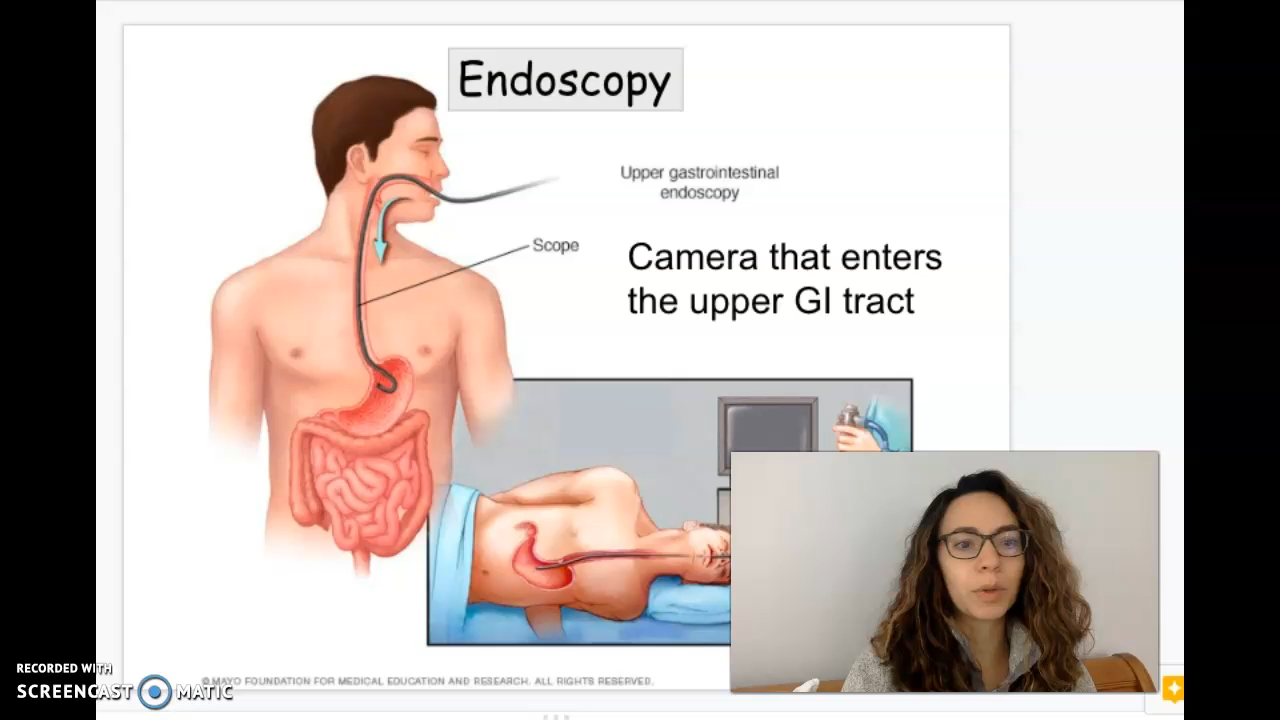 Endoscopy
Upper gastrointestinal
endoscopy
Scope
Camera that enters
the upper GI tract
© MAYO FOUNDATION FOR MEDICAL EDUCATION AND RESEARCH. ALL RIGHTS RESERVED.
RECORDED WITH
SCREENCAST MATIC